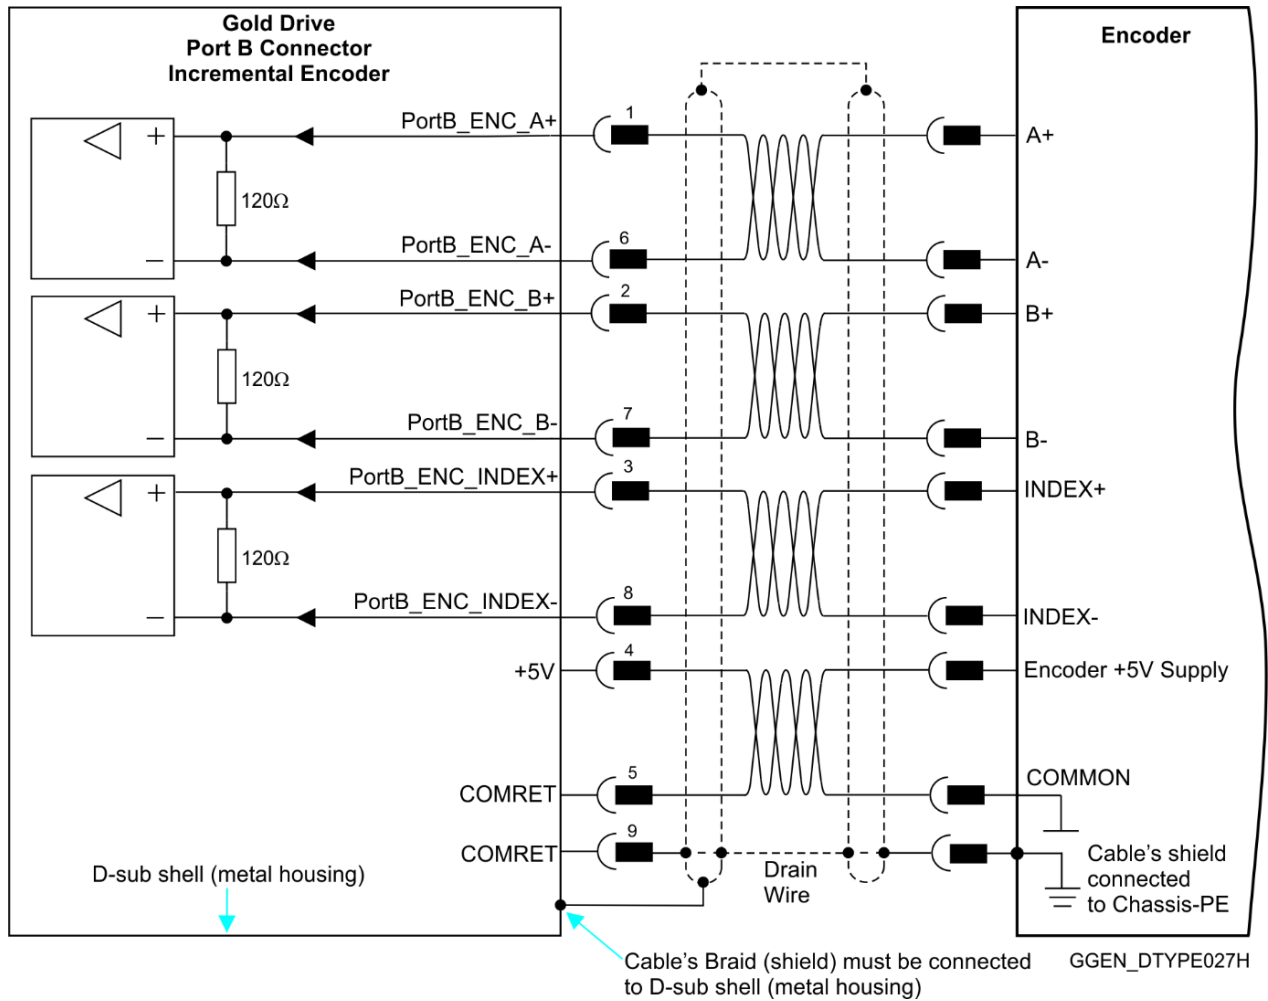 Gold Drive
Port B Connector
Incremental Encoder
Encoder
PortB_ENC_A+
1
A+
+
120Ω
PortB_ENC_A-
6
A-
−
PortB_ENC_B+
2
B+
+
120Ω
PortB_ENC_B-
7
B-
−
PortB_ENC_INDEX+
3
INDEX+
+
120Ω
PortB_ENC_INDEX-
8
INDEX-
−
+5V
4
Encoder +5V Supply
COMRET
5
COMMON
COMRET
9
Drain
Wire
Cable's shield
connected
to Chassis-PE
D-sub shell (metal housing)
Cable's Braid (shield) must be connected
to D-sub shell (metal housing)
GGEN_DTYPE027H